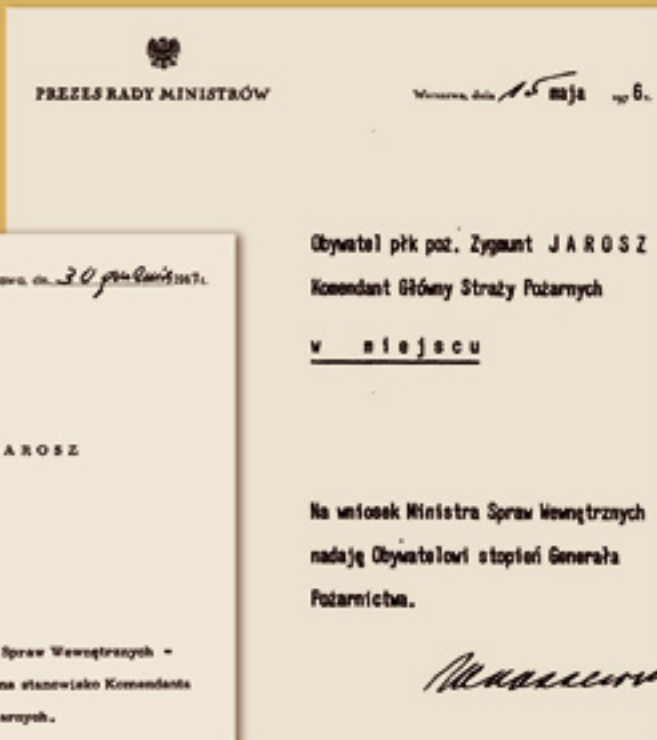 PREZES RADY MINISTRÓW
Warszawa, dnia 15 maja 197 6 r.
Obywatel płk poż. Zygmunt JAROSZ
Komendant Główny Straży Pożarnych
w miejscu
Na wniosek Ministra Spraw Wewnętrznych
nadaję Obywatelowi stopień Generała
Pożarnictwa.
dn. 30 grudnia 1967 r.
AROSZ
Spraw Wewnętrznych –
na stanowisko Komendanta
arnych.